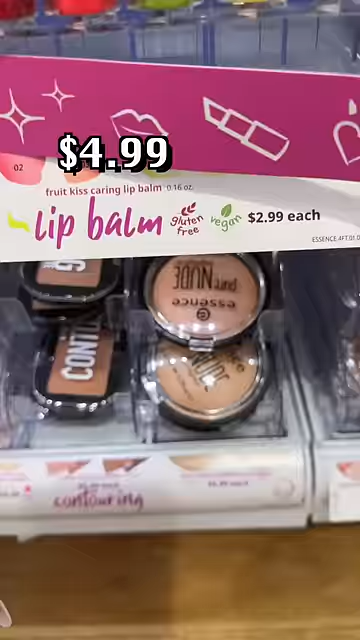 $4.99
02
fruit kiss caring lip balm 0.16 oz.
lip balm gluten free vegan $2.99 each
ESSENCE.4FT.01.0
essence
pure NUDE
CONTO
contouring